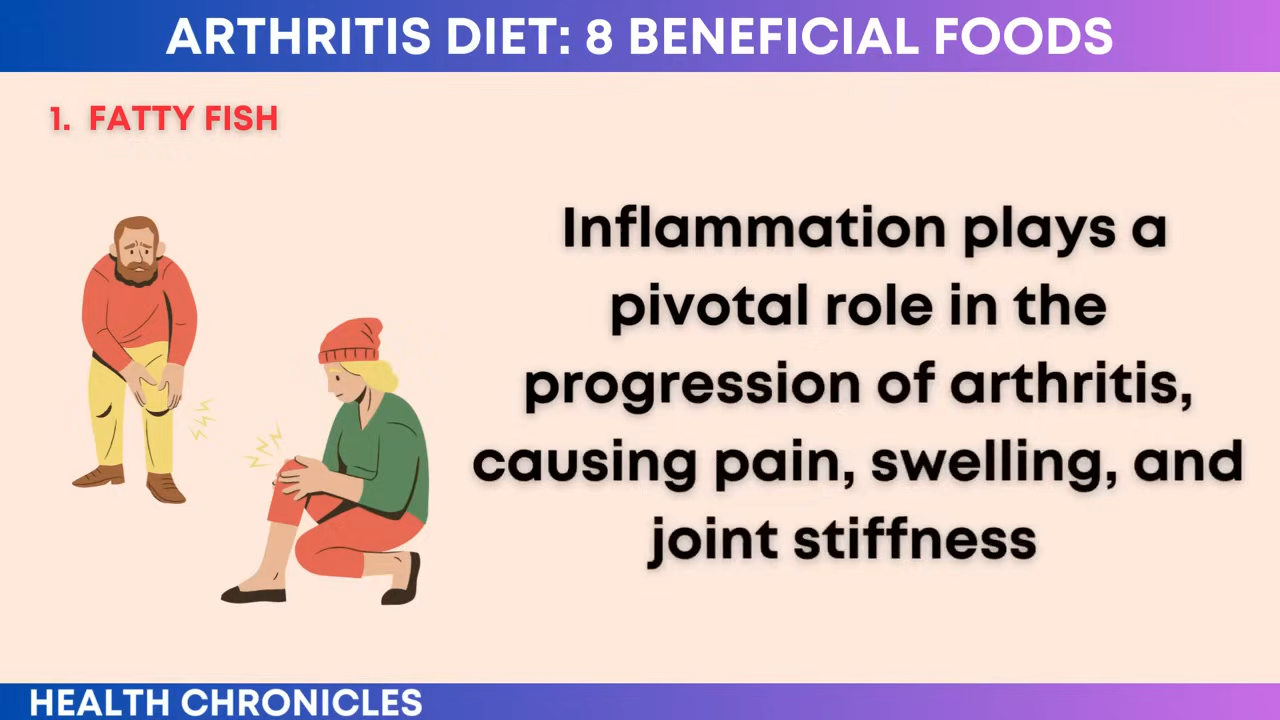 ARTHRITIS DIET: 8 BENEFICIAL FOODS
1. FATTY FISH
Inflammation plays a
pivotal role in the
progression of arthritis,
causing pain, swelling, and
joint stiffness
HEALTH CHRONICLES